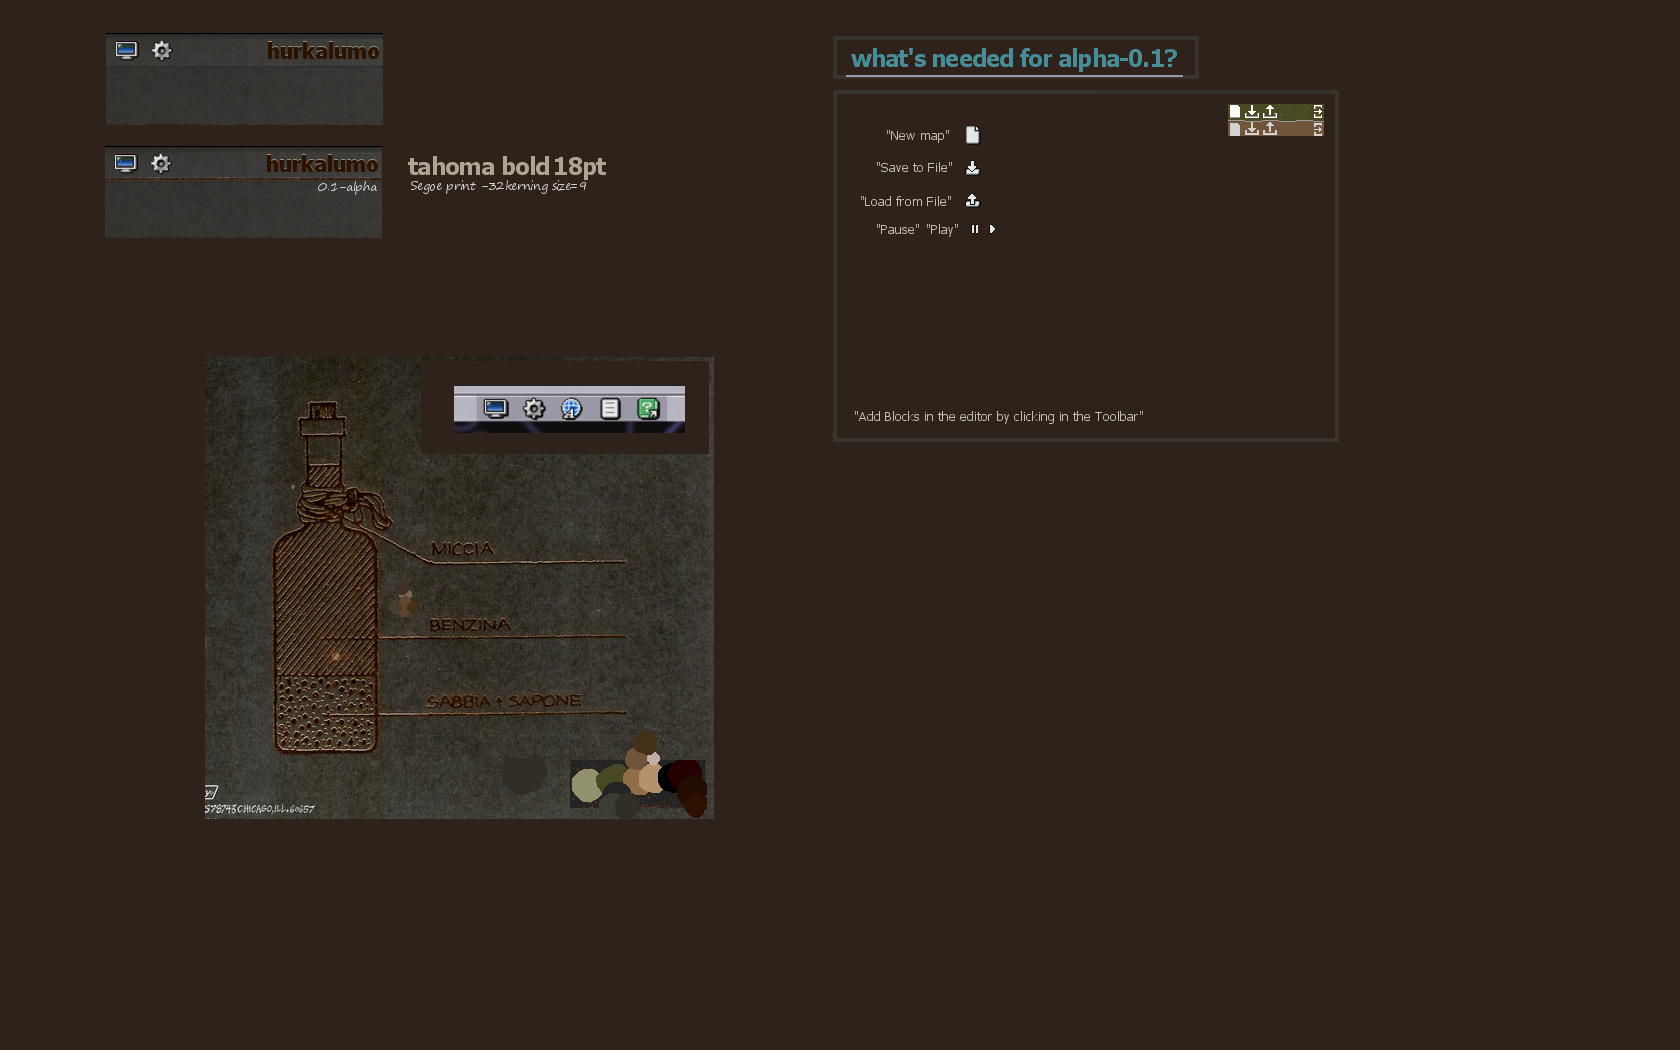 hurkalumo
hurkalumo
0.1-alpha
tahoma bold 18pt
Segoe print -32kerning size=9
MICCIA
BENZINA
SABBIA + SAPONE
578743 CHICAGO, ILL. 60657
what's needed for alpha-0.1?
"New map"
"Save to File"
"Load from File"
"Pause" "Play"
"Add Blocks in the editor by clicking in the Toolbar"